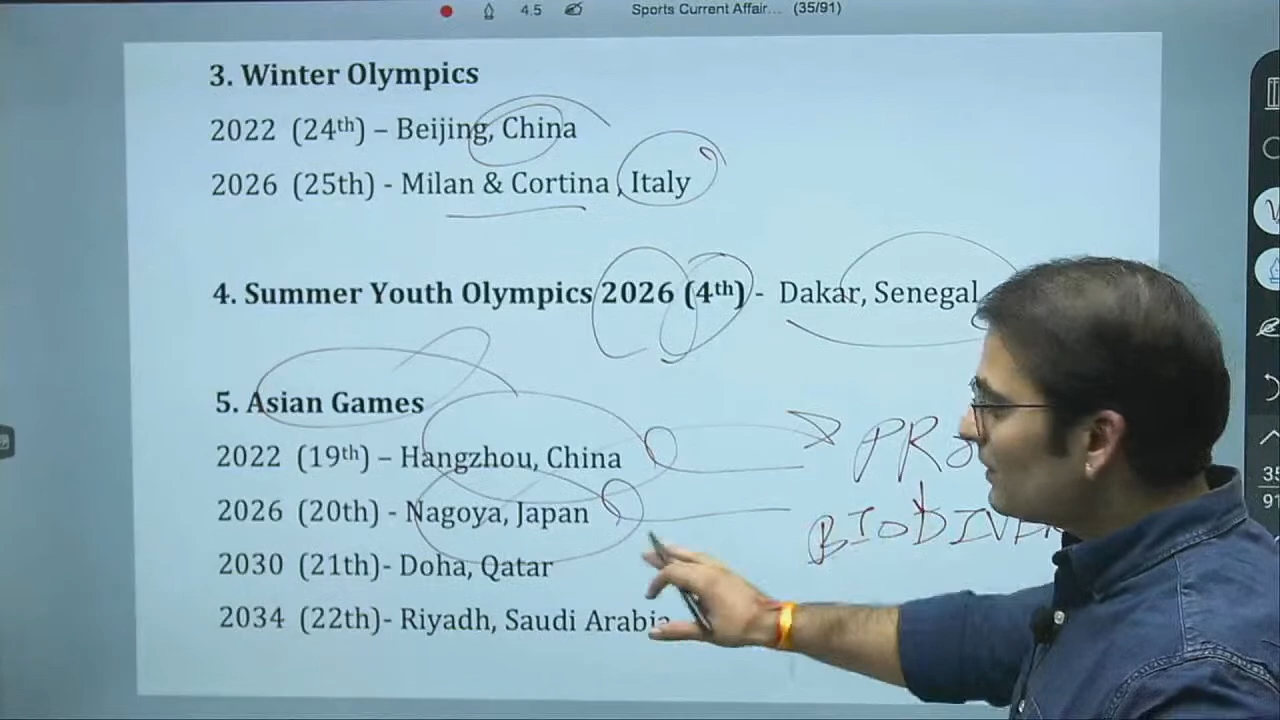 4.5 Sports Current Affair... (35/91)
3. Winter Olympics
2022 (24th) – Beijing, China
2026 (25th) - Milan & Cortina , Italy
4. Summer Youth Olympics 2026 (4th) - Dakar, Senegal
5. Asian Games
2022 (19th) – Hangzhou, China
2026 (20th) - Nagoya, Japan
2030 (21th)- Doha, Qatar
2034 (22th)- Riyadh, Saudi Arabia
35
91